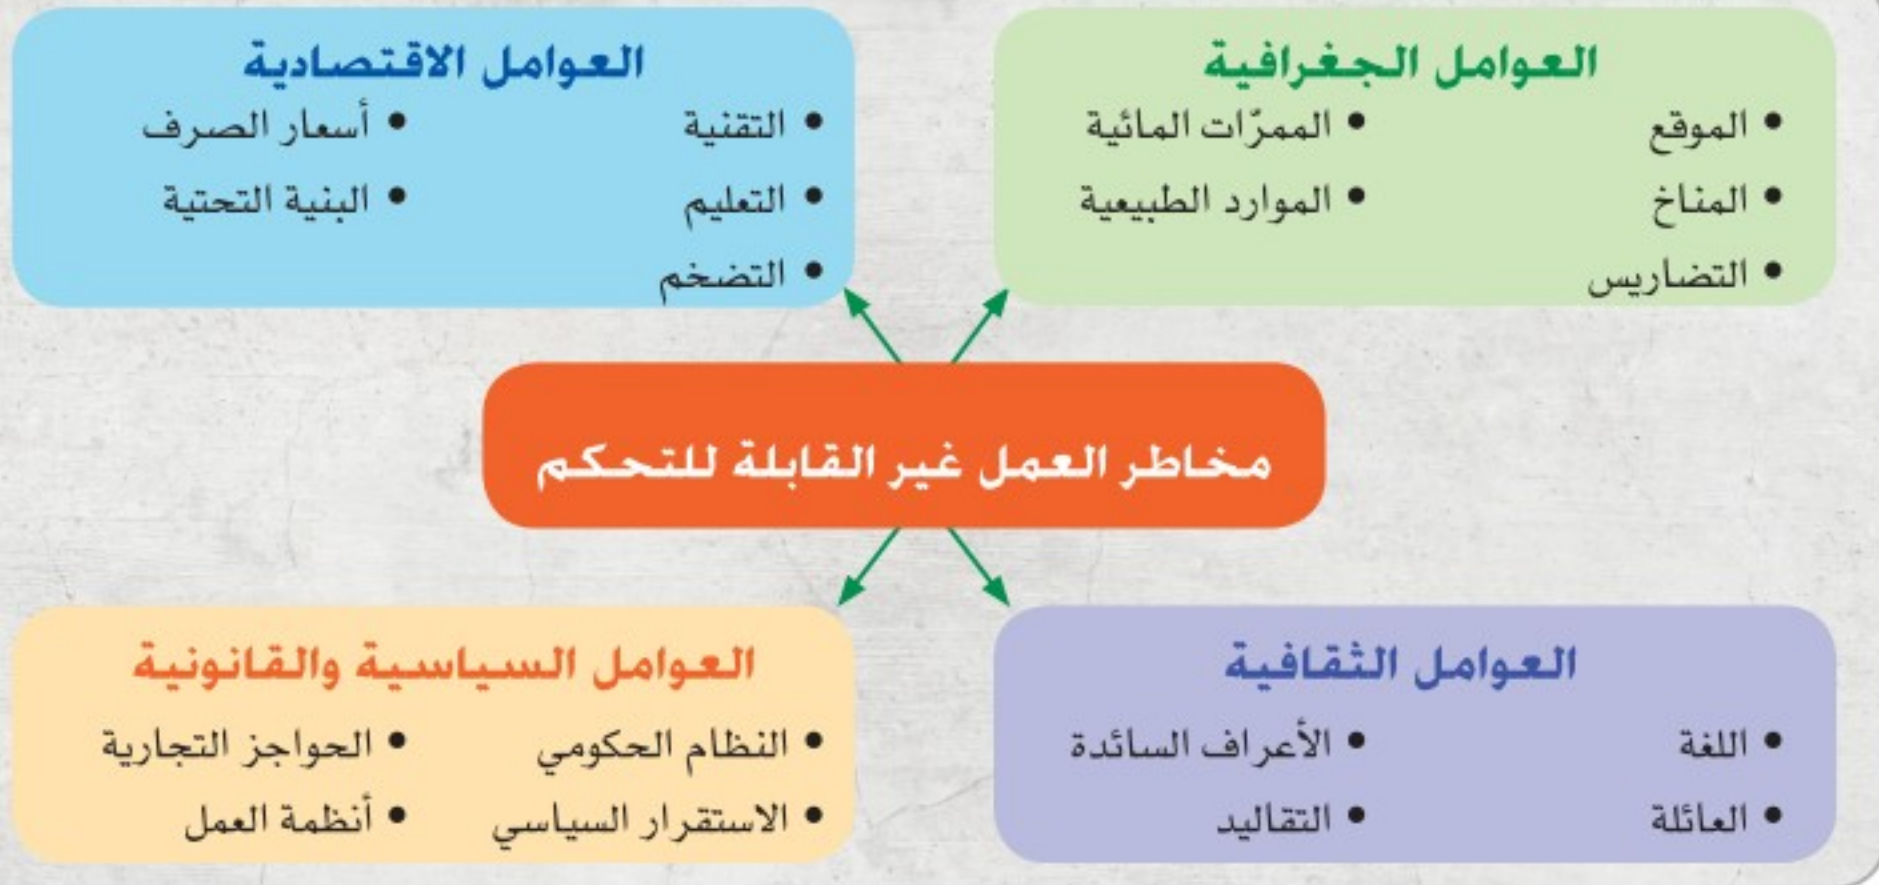 العوامل الجغرافية
• الموقع
• المناخ
• التضاريس
• الممرّات المائية
• الموارد الطبيعية
العوامل الاقتصادية
• التقنية
• التعليم
• التضخم
• أسعار الصرف
• البنية التحتية
مخاطر العمل غير القابلة للتحكم
العوامل الثقافية
• اللغة
• العائلة
• الأعراف السائدة
• التقاليد
العوامل السياسية والقانونية
• النظام الحكومي
• الاستقرار السياسي
• الحواجز التجارية
• أنظمة العمل